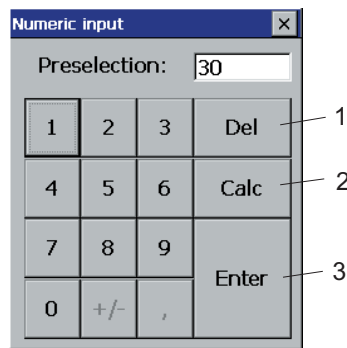 Numeric input ×
Preselection: 30
1 2 3 Del 1
4 5 6 Calc 2
7 8 9
Enter 3
0 +/- ,